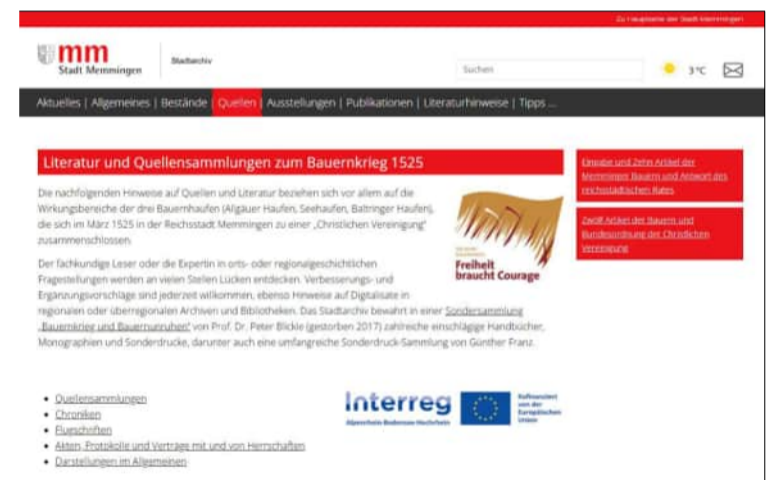 Zur Hauptseite der Stadt Memmingen
mm
Stadt Memmingen
Stadtarchiv
Suchen
3°C
Aktuelles | Allgemeines | Bestände | Quellen | Ausstellungen | Publikationen | Literaturhinweise | Tipps ...
Literatur und Quellensammlungen zum Bauernkrieg 1525
Die nachfolgenden Hinweise auf Quellen und Literatur beziehen sich vor allem auf die
Wirkungsbereiche der drei Bauernhaufen (Allgäuer Haufen, Seehaufen, Baltringer Haufen),
die sich im März 1525 in der Reichsstadt Memmingen zu einer „Christlichen Vereinigung"
zusammenschlossen.
Der fachkundige Leser oder die Expertin in orts- oder regionalgeschichtlichen
Fragestellungen werden an vielen Stellen Lücken entdecken. Verbesserungs- und
Ergänzungsvorschläge sind jederzeit willkommen, ebenso Hinweise auf Digitalisate in
regionalen oder überregionalen Archiven und Bibliotheken. Das Stadtarchiv bewahrt in einer Sondersammlung
„Bauernkrieg und Bauernunruhen" von Prof. Dr. Peter Blickle (gestorben 2017) zahlreiche einschlägige Handbücher,
Monographien und Sonderdrucke, darunter auch eine umfangreiche Sonderdruck-Sammlung von Günther Franz.
Freiheit
braucht Courage
Eingabe und Zehn Artikel der
Memminger Bauern und Antwort des
reichsstädtischen Rates
Zwölf Artikel der Bauern und
Bundesordnung der Christlichen
Vereinigung
• Quellensammlungen
• Chroniken
• Flugschriften
• Akten, Protokolle und Verträge mit und von Herrschaften
• Darstellungen im Allgemeinen
Interreg
Alpenrhein-Bodensee-Hochrhein
Kofinanziert
von der
Europäischen
Union